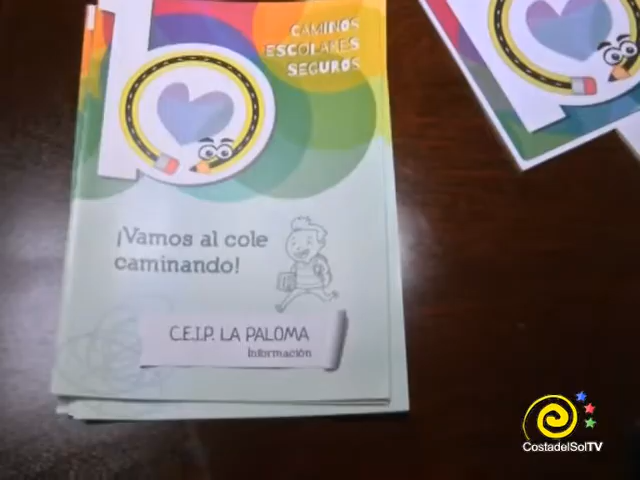 CAMINOS
ESCOLARES
SEGUROS
¡Vamos al cole
caminando!
C.E.I.P. LA PALOMA
Información
CostadelSolTV